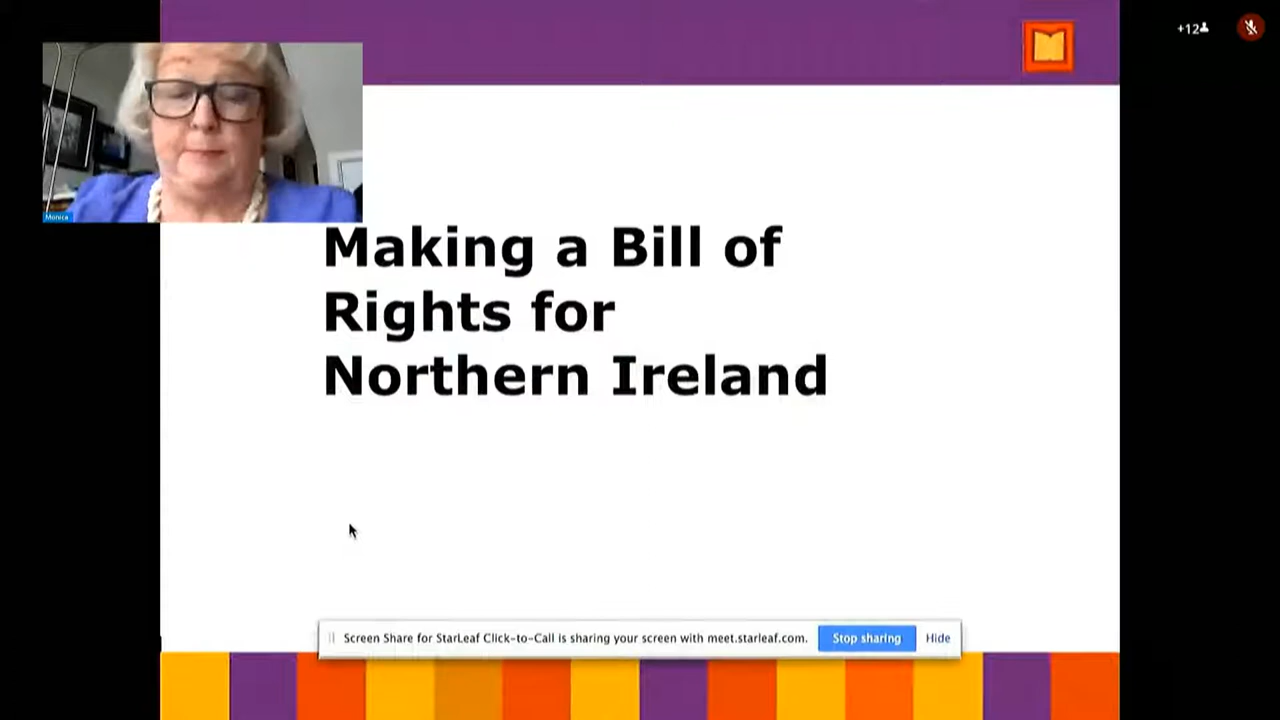 +12
Monica
Making a Bill of
Rights for
Northern Ireland
Screen Share for StarLeaf Click-to-Call is sharing your screen with meet.starleaf.com.
Stop sharing
Hide